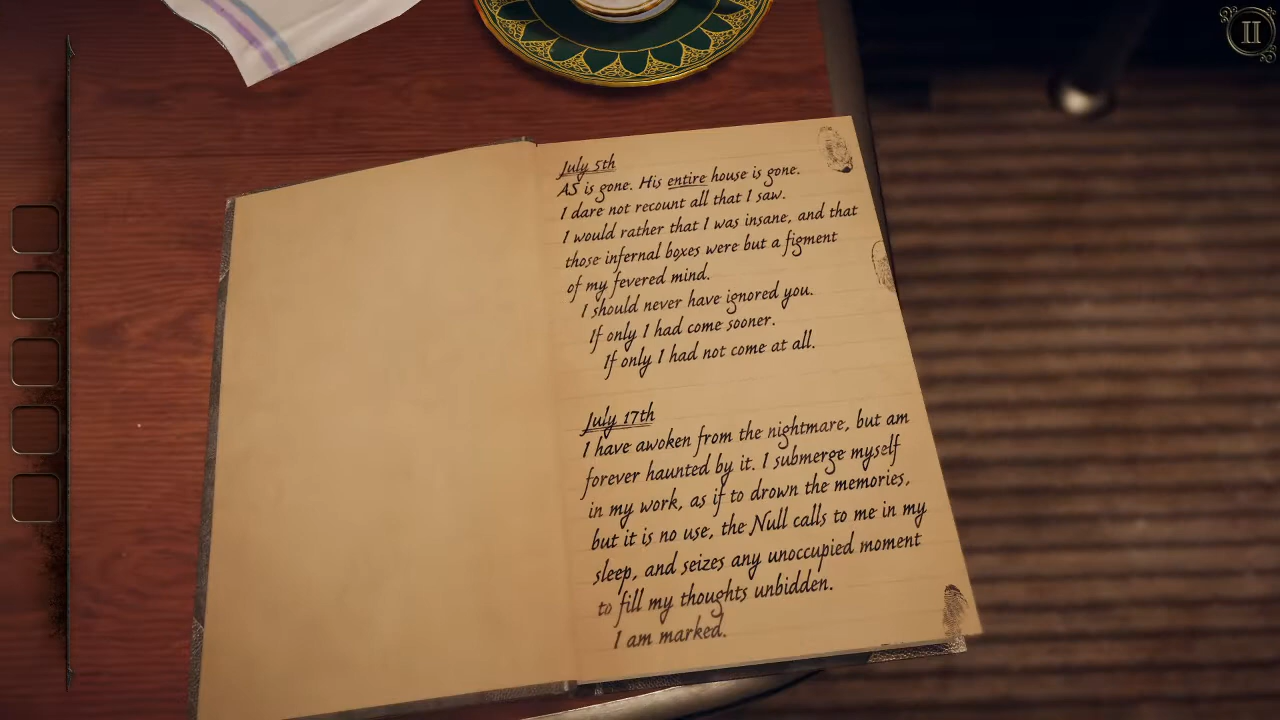 July 5th
AS is gone. His entire house is gone.
I dare not recount all that I saw.
I would rather that I was insane, and that
those infernal boxes were but a figment
of my fevered mind.
I should never have ignored you.
If only I had come sooner.
If only I had not come at all.
July 17th
I have awoken from the nightmare, but am
forever haunted by it. I submerge myself
in my work, as if to drown the memories,
but it is no use, the Null calls to me in my
sleep, and seizes any unoccupied moment
to fill my thoughts unbidden.
I am marked.